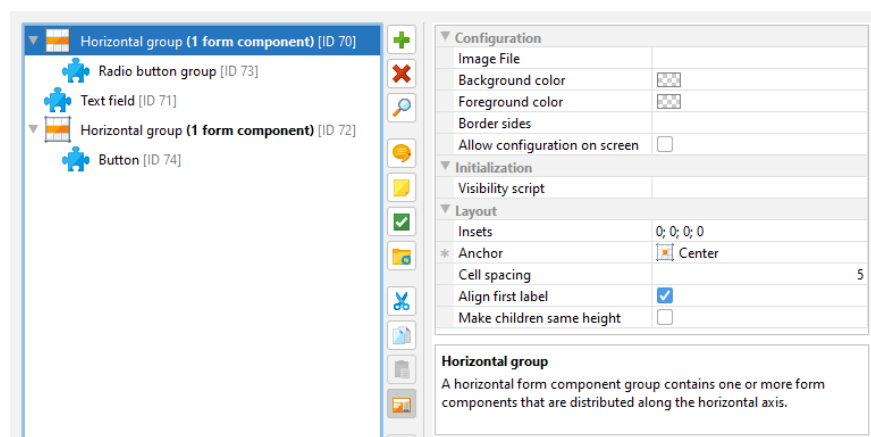 Horizontal group (1 form component) [ID 70]
Radio button group [ID 73]
Text field [ID 71]
Horizontal group (1 form component) [ID 72]
Button [ID 74]
Configuration
Image File
Background color
Foreground color
Border sides
Allow configuration on screen
Initialization
Visibility script
Layout
Insets 0; 0; 0; 0
Anchor Center
Cell spacing 5
Align first label
Make children same height
Horizontal group
A horizontal form component group contains one or more form
components that are distributed along the horizontal axis.